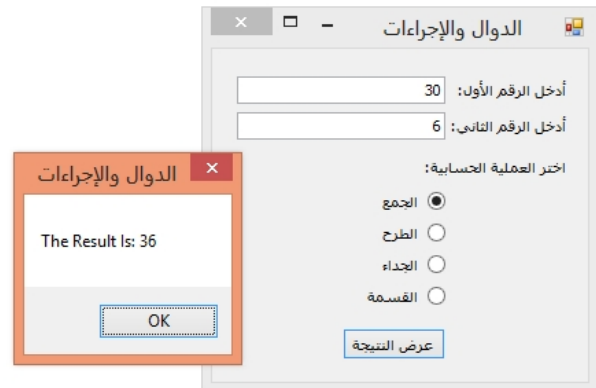 الدوال والإجراءات
أدخل الرقم الأول: 30
أدخل الرقم الثاني: 6
اختر العملية الحسابية:
الجمع
الطرح
الجداء
القسمة
عرض النتيجة
الدوال والإجراءات
The Result Is: 36
OK